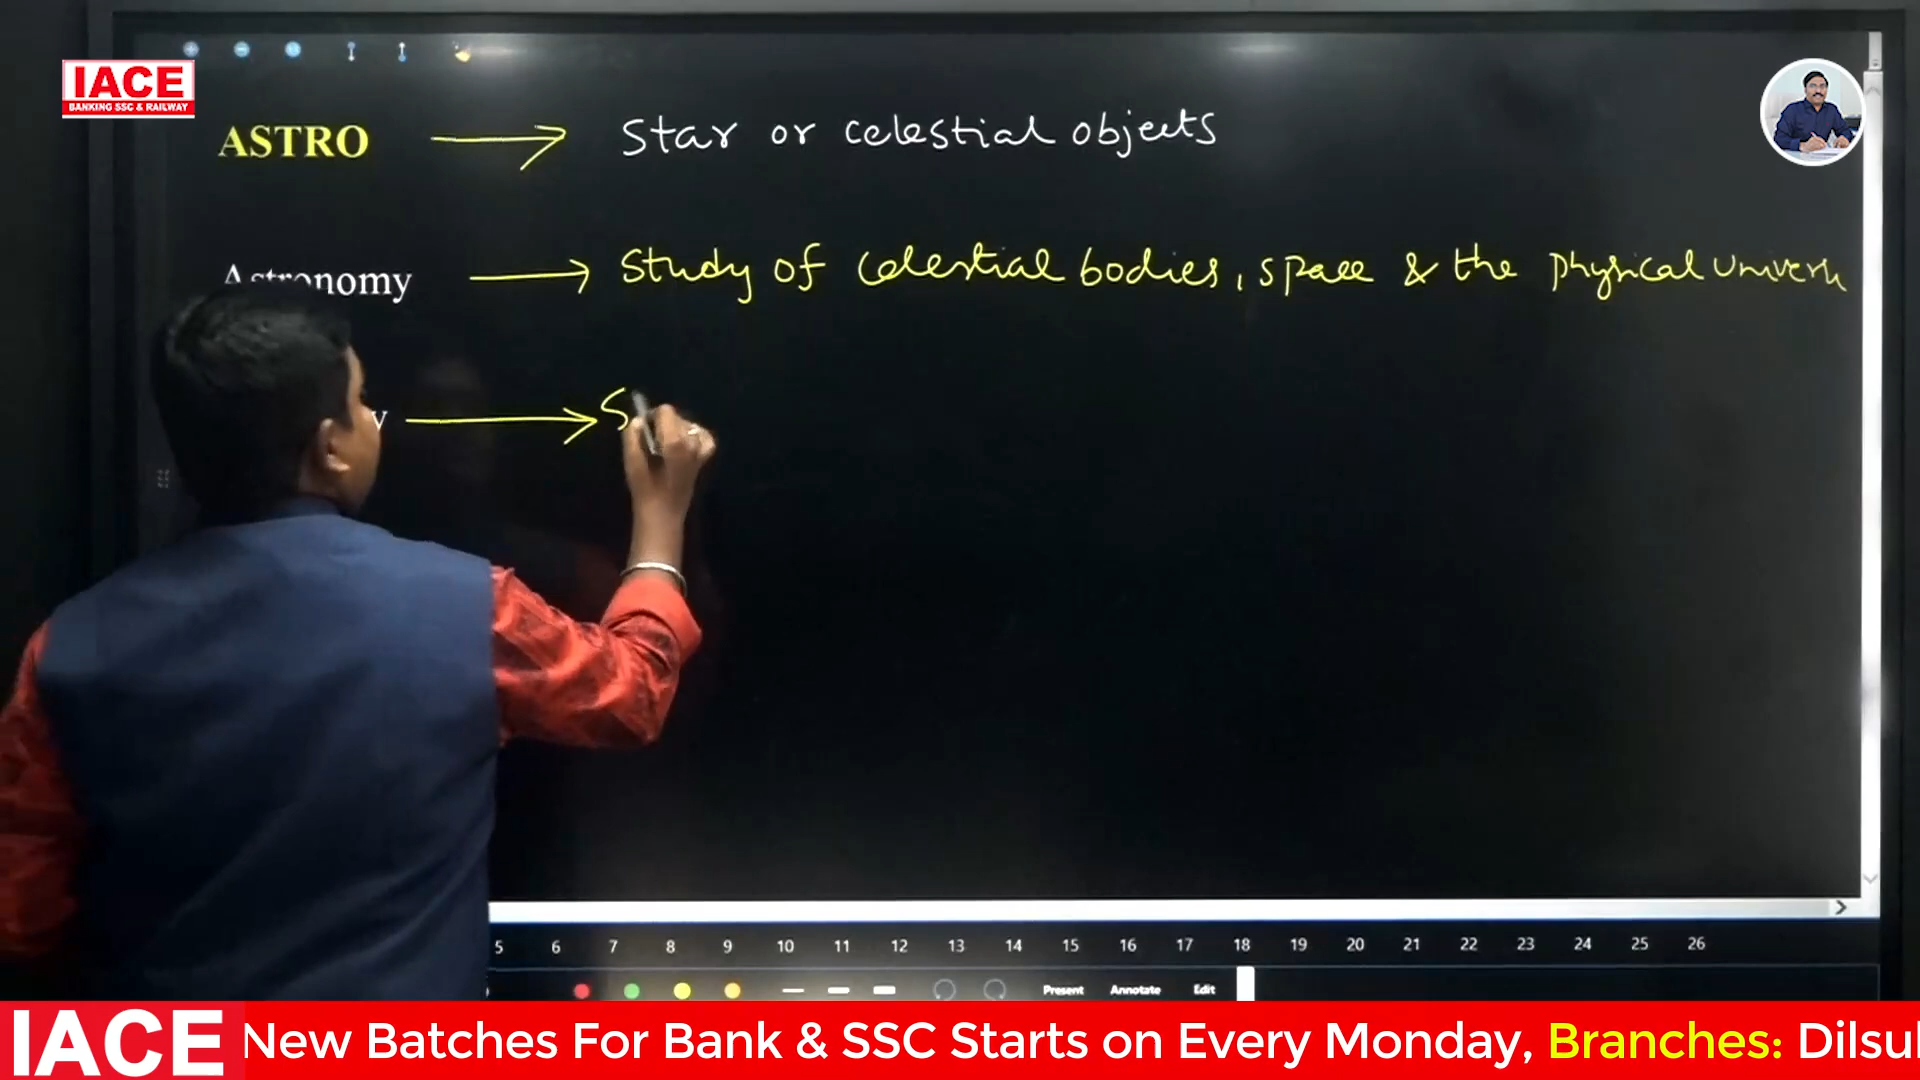 IACE
BANKING SSC & RAILWAY
ASTRO → Star or celestial objects
Astronomy → Study of celestial bodies, space & the physical univers
y → S
5 6 7 8 9 10 11 12 13 14 15 16 17 18 19 20 21 22 23 24 25 26
Present Annotate Edit
IACE New Batches For Bank & SSC Starts on Every Monday, Branches: Dilsu